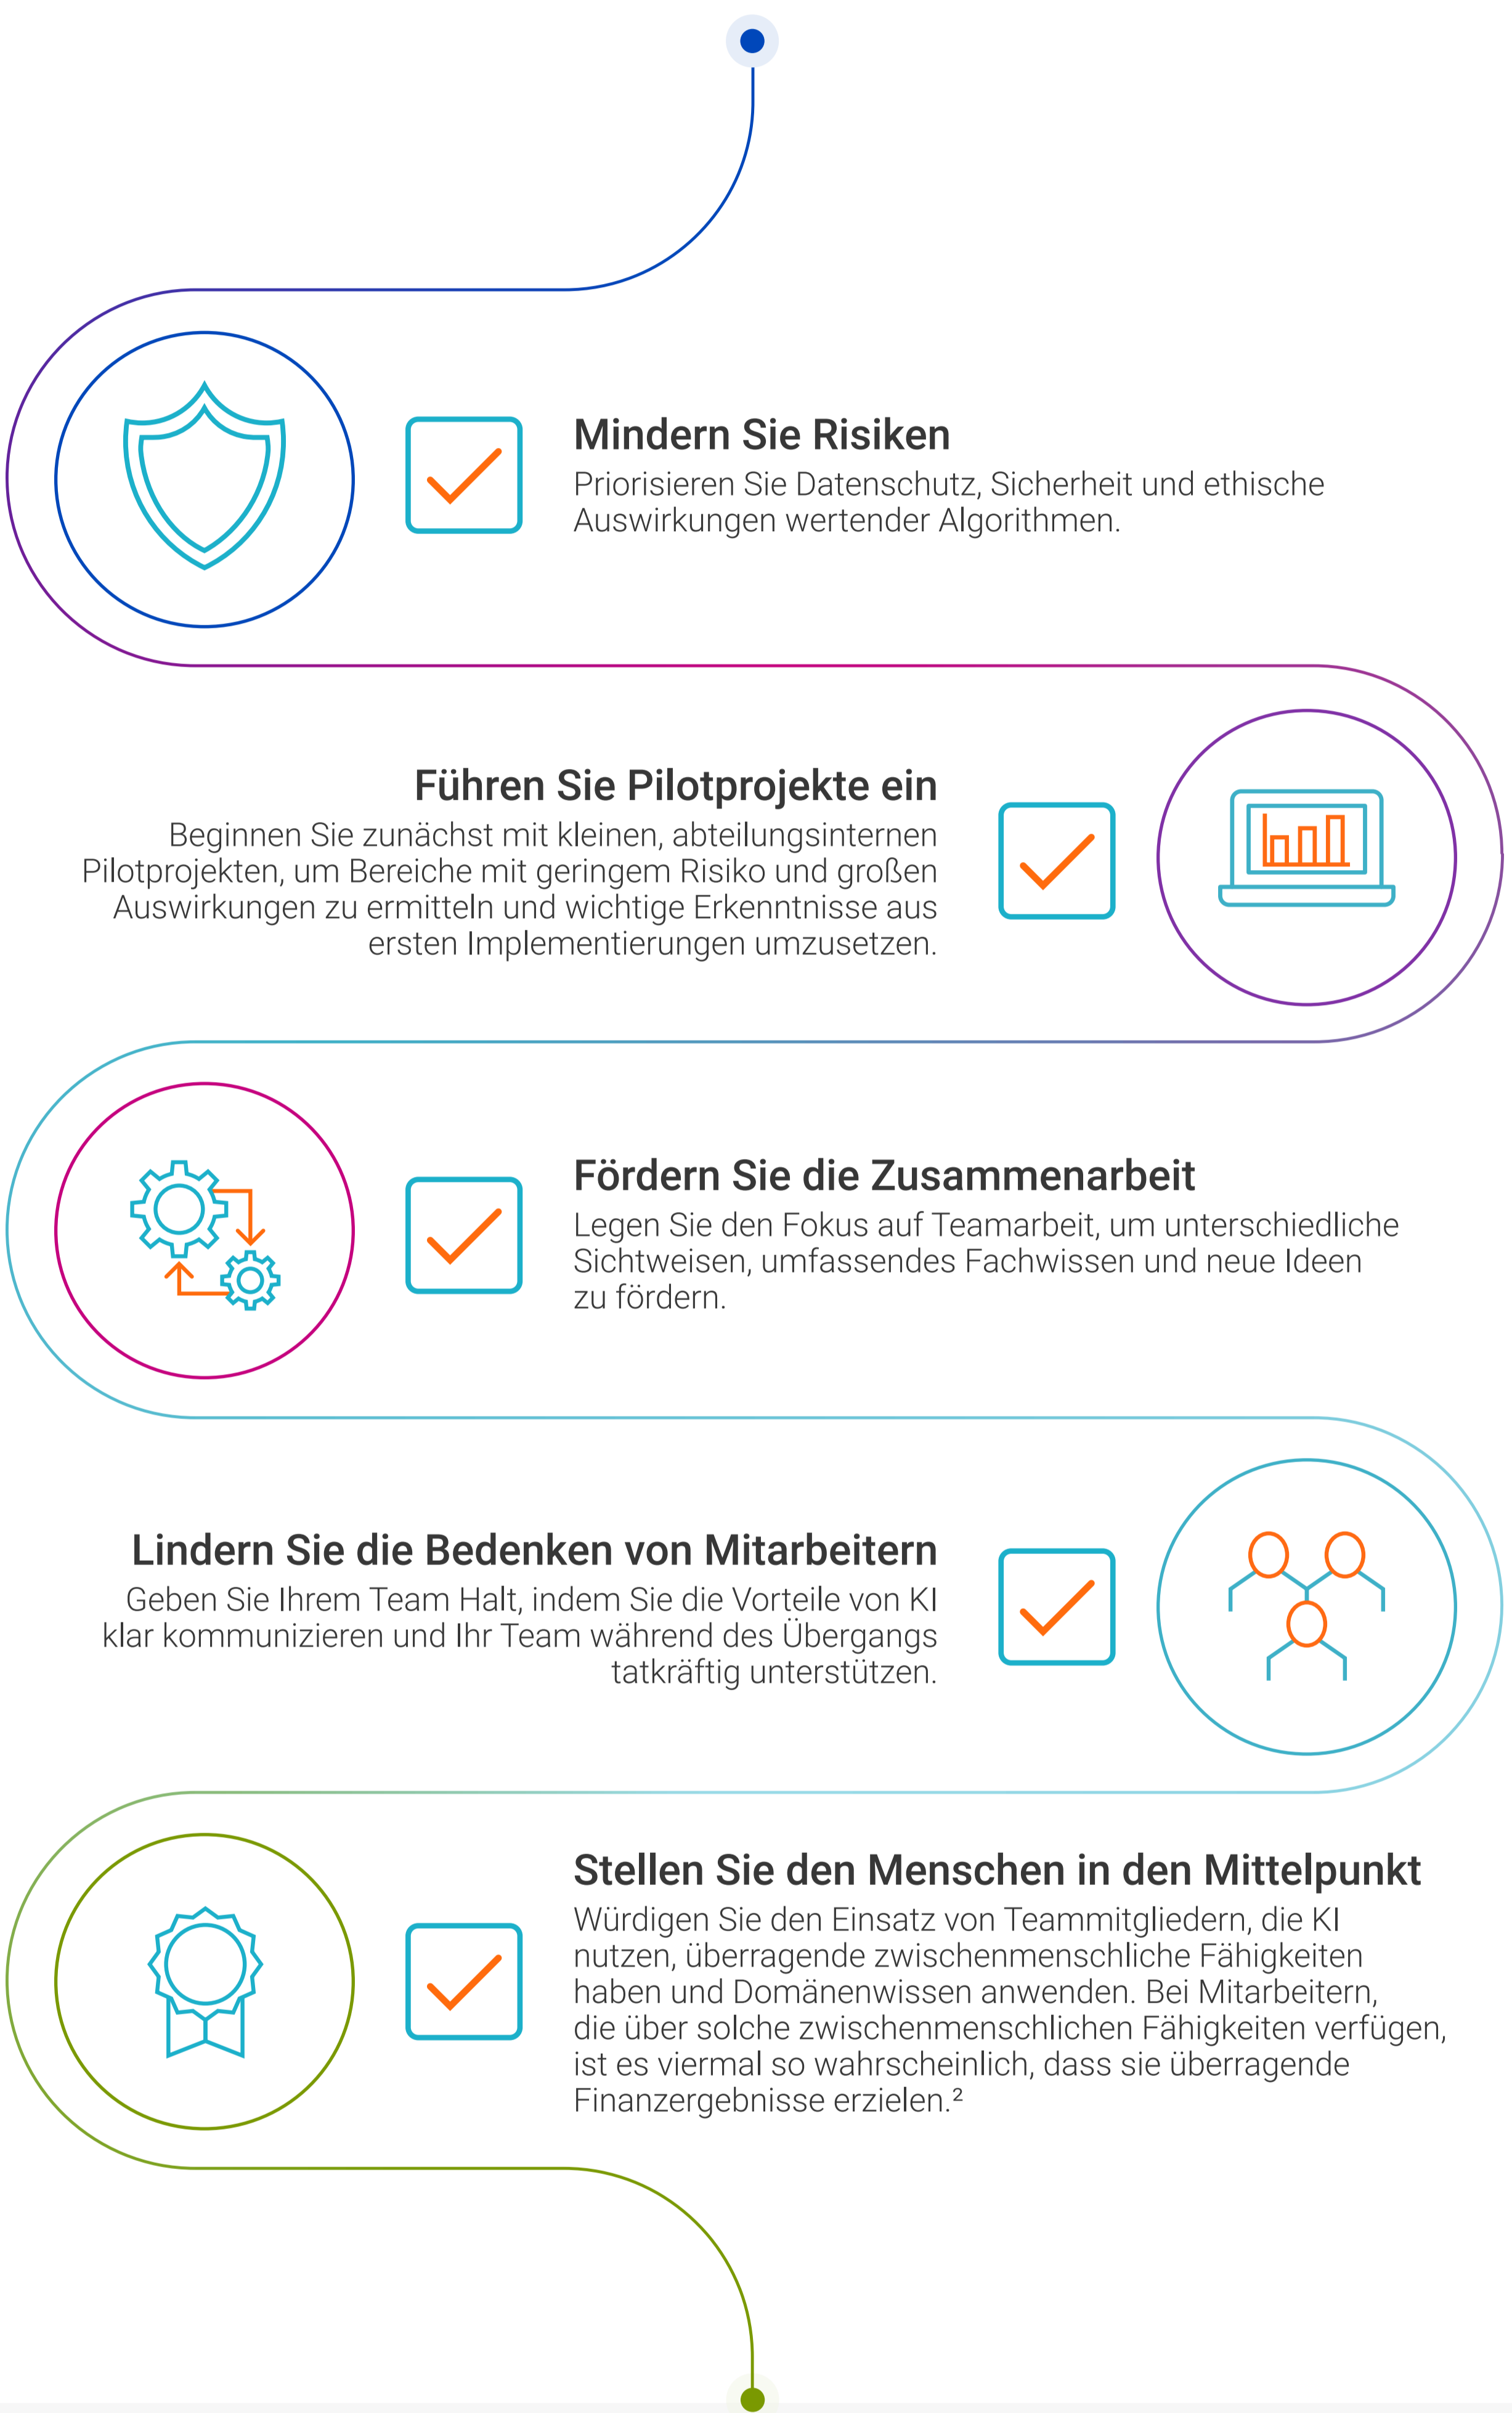 Mindern Sie Risiken
Priorisieren Sie Datenschutz, Sicherheit und ethische
Auswirkungen wertender Algorithmen.
Führen Sie Pilotprojekte ein
Beginnen Sie zunächst mit kleinen, abteilungsinternen
Pilotprojekten, um Bereiche mit geringem Risiko und großen
Auswirkungen zu ermitteln und wichtige Erkenntnisse aus
ersten Implementierungen umzusetzen.
Fördern Sie die Zusammenarbeit
Legen Sie den Fokus auf Teamarbeit, um unterschiedliche
Sichtweisen, umfassendes Fachwissen und neue Ideen
zu fördern.
Lindern Sie die Bedenken von Mitarbeitern
Geben Sie Ihrem Team Halt, indem Sie die Vorteile von KI
klar kommunizieren und Ihr Team während des Übergangs
tatkräftig unterstützen.
Stellen Sie den Menschen in den Mittelpunkt
Würdigen Sie den Einsatz von Teammitgliedern, die KI
nutzen, überragende zwischenmenschliche Fähigkeiten
haben und Domänenwissen anwenden. Bei Mitarbeitern,
die über solche zwischenmenschlichen Fähigkeiten verfügen,
ist es viermal so wahrscheinlich, dass sie überragende
Finanzergebnisse erzielen.²